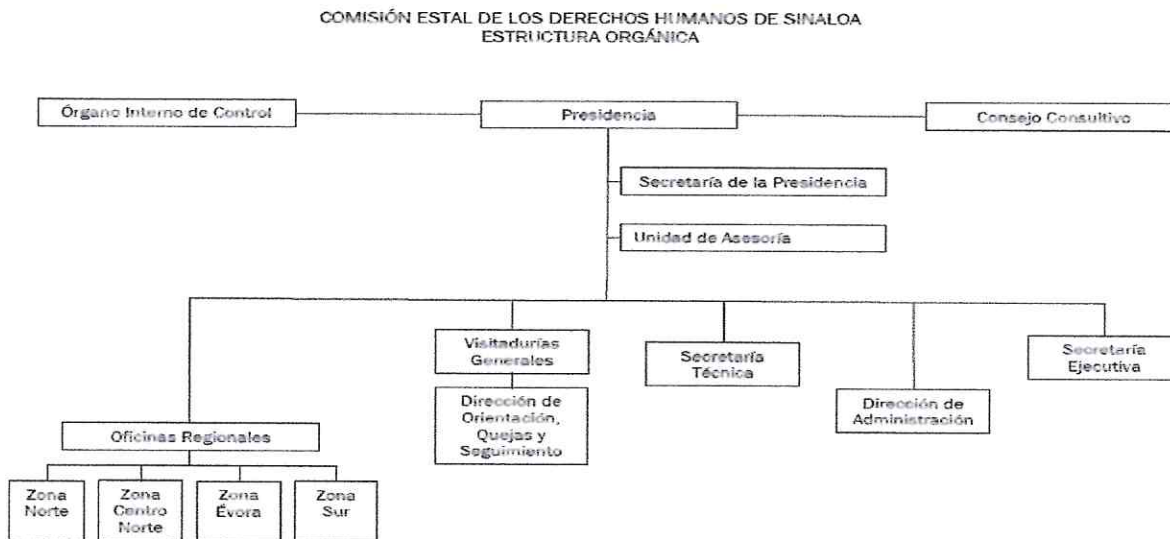 COMISIÓN ESTAL DE LOS DERECHOS HUMANOS DE SINALOA
ESTRUCTURA ORGÁNICA
Órgano Interno de Control
Presidencia
Consejo Consultivo
Secretaría de la Presidencia
Unidad de Asesoría
Visitadurías
Generales
Secretaría
Técnica
Secretaría
Ejecutiva
Dirección de
Orientación,
Quejas y
Seguimiento
Dirección de
Administración
Oficinas Regionales
Zona
Norte
Zona
Centro
Norte
Zona
Évora
Zona
Sur